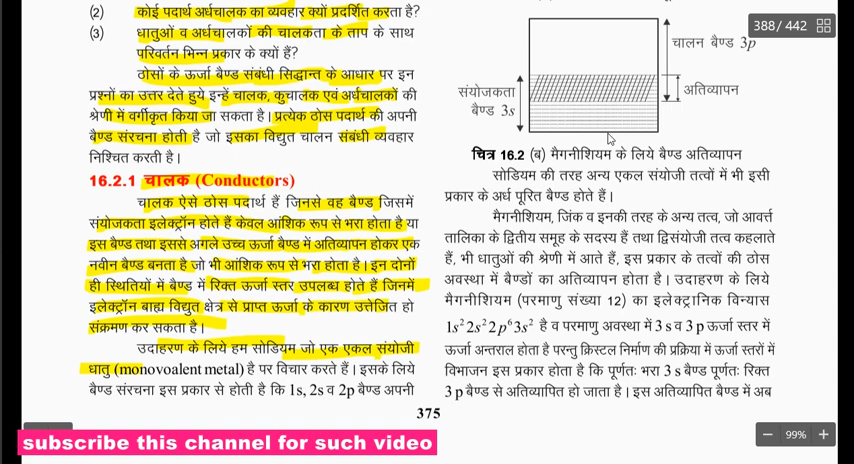 (2) कोई पदार्थ अर्धचालक का व्यवहार क्यों प्रदर्शित करता है?
(3) धातुओं व अर्धचालकों की चालकता के ताप के साथ
परिवर्तन भिन्न प्रकार के क्यों हैं?
ठोसों के ऊर्जा बैण्ड संबंधी सिद्धान्त के आधार पर इन
प्रश्नों का उत्तर देते हुये इन्हें चालक, कुचालक एवं अर्धचालकों की
श्रेणी में वर्गीकृत किया जा सकता है। प्रत्येक ठोस पदार्थ की अपनी
बैण्ड संरचना होती है जो इसका विद्युत चालन संबंधी व्यवहार
निश्चित करती है।
16.2.1 चालक (Conductors)
चालक ऐसे ठोस पदार्थ हैं जिनसे वह बैण्ड जिसमें
संयोजकता इलेक्ट्रॉन होते हैं केवल आंशिक रूप से भरा होता है या
इस बैण्ड तथा इससे अगले उच्च ऊर्जा बैण्ड में अतिव्यापन होकर एक
नवीन बैण्ड बनता है जो भी आंशिक रूप से भरा होता है। इन दोनों
ही स्थितियों में बैण्ड में रिक्त ऊर्जा स्तर उपलब्ध होते हैं जिनमें
इलेक्ट्रॉन बाह्य विद्युत क्षेत्र से प्राप्त ऊर्जा के कारण उत्तेजित हो
संक्रमण कर सकता है।
उदाहरण के लिये हम सोडियम जो एक एकल संयोजी
धातु (monovoalent metal) है पर विचार करते हैं। इसके लिये
बैण्ड संरचना इस प्रकार से होती है कि 1s, 2s व 2p बैण्ड अपनी
388 / 442
चालन बैण्ड 3p
संयोजकता
बैण्ड 3s
अतिव्यापन
चित्र 16.2 (ब) मैगनीशियम के लिये बैण्ड अतिव्यापन
सोडियम की तरह अन्य एकल संयोजी तत्वों में भी इसी
प्रकार के अर्ध पूरित बैण्ड होते हैं।
मैगनीशियम, जिंक व इनकी तरह के अन्य तत्व, जो आवर्त्त
तालिका के द्वितीय समूह के सदस्य हैं तथा द्विसंयोजी तत्व कहलाते
हैं, भी धातुओं की श्रेणी में आते हैं, इस प्रकार के तत्वों की ठोस
अवस्था में बैण्डों का अतिव्यापन होता है। उदाहरण के लिये
मैगनीशियम (परमाणु संख्या 12) का इलेक्ट्रानिक विन्यास
1s² 2s² 2p⁶ 3s² है व परमाणु अवस्था में 3 s व 3 p ऊर्जा स्तर में
ऊर्जा अन्तराल होता है परन्तु क्रिस्टल निर्माण की प्रक्रिया में ऊर्जा स्तरों में
विभाजन इस प्रकार होता है कि पूर्णतः भरा 3 s बैण्ड पूर्णतः रिक्त
3 p बैण्ड से अतिव्यापित हो जाता है। इस अतिव्यापित बैण्ड में अब
375
subscribe this channel for such video
− 99% +